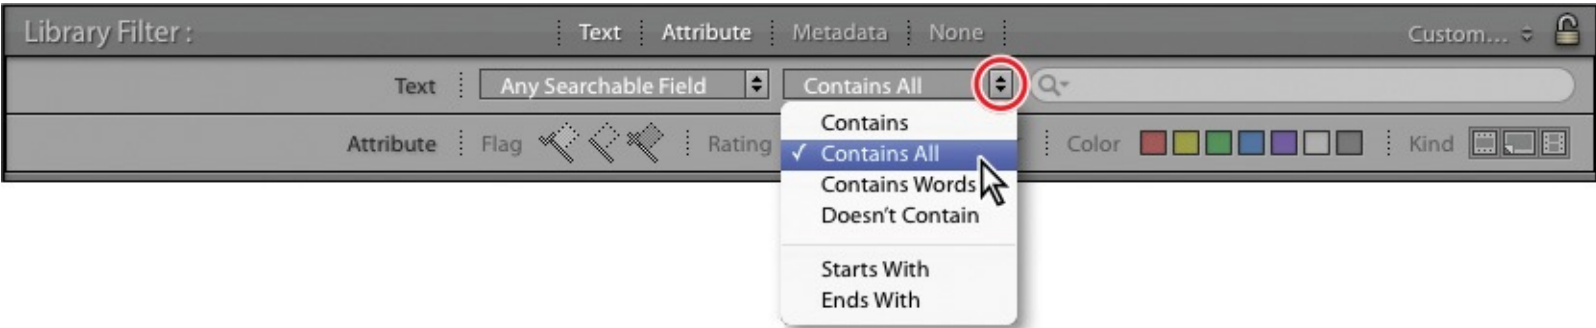 Library Filter :
Text Attribute Metadata None
Custom...
Text Any Searchable Field Contains All
Attribute Flag Rating Color Kind
Contains
Contains All
Contains Words
Doesn't Contain
Starts With
Ends With